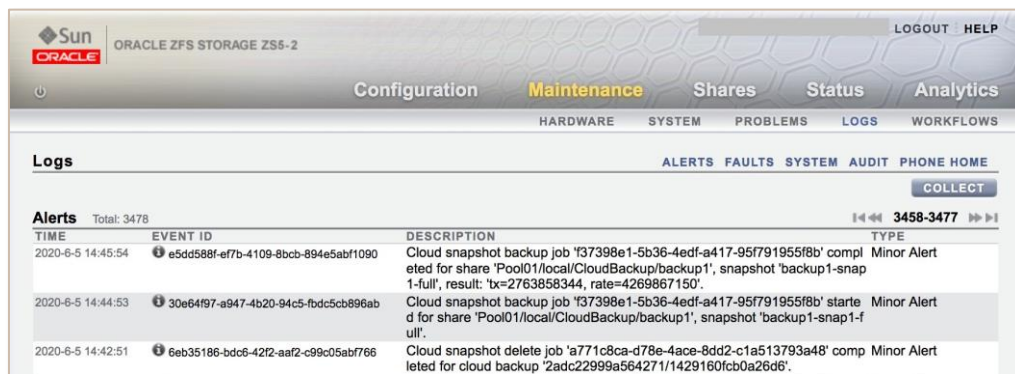 Sun
ORACLE
ORACLE ZFS STORAGE ZS5-2
LOGOUT HELP
Configuration Maintenance Shares Status Analytics
HARDWARE SYSTEM PROBLEMS LOGS WORKFLOWS
Logs ALERTS FAULTS SYSTEM AUDIT PHONE HOME
COLLECT
Alerts Total: 3478 3458-3477
TIME EVENT ID DESCRIPTION TYPE
2020-6-5 14:45:54 e5dd588f-ef7b-4109-8bcb-894e5abf1090 Cloud snapshot backup job 'f37398e1-5b36-4edf-a417-95f791955f8b' compl Minor Alert
eted for share 'Pool01/local/CloudBackup/backup1', snapshot 'backup1-snap
1-full', result: 'tx=2763858344, rate=4269867150'.
2020-6-5 14:44:53 30e64f97-a947-4b20-94c5-fbdc5cb896ab Cloud snapshot backup job 'f37398e1-5b36-4edf-a417-95f791955f8b' starte Minor Alert
d for share 'Pool01/local/CloudBackup/backup1', snapshot 'backup1-snap1-f
ull'.
2020-6-5 14:42:51 6eb35186-bdc6-42f2-aaf2-c99c05abf766 Cloud snapshot delete job 'a771c8ca-d78e-4ace-8dd2-c1a513793a48' comp Minor Alert
leted for cloud backup '2adc22999a564271/1429160fcb0a26d6'.